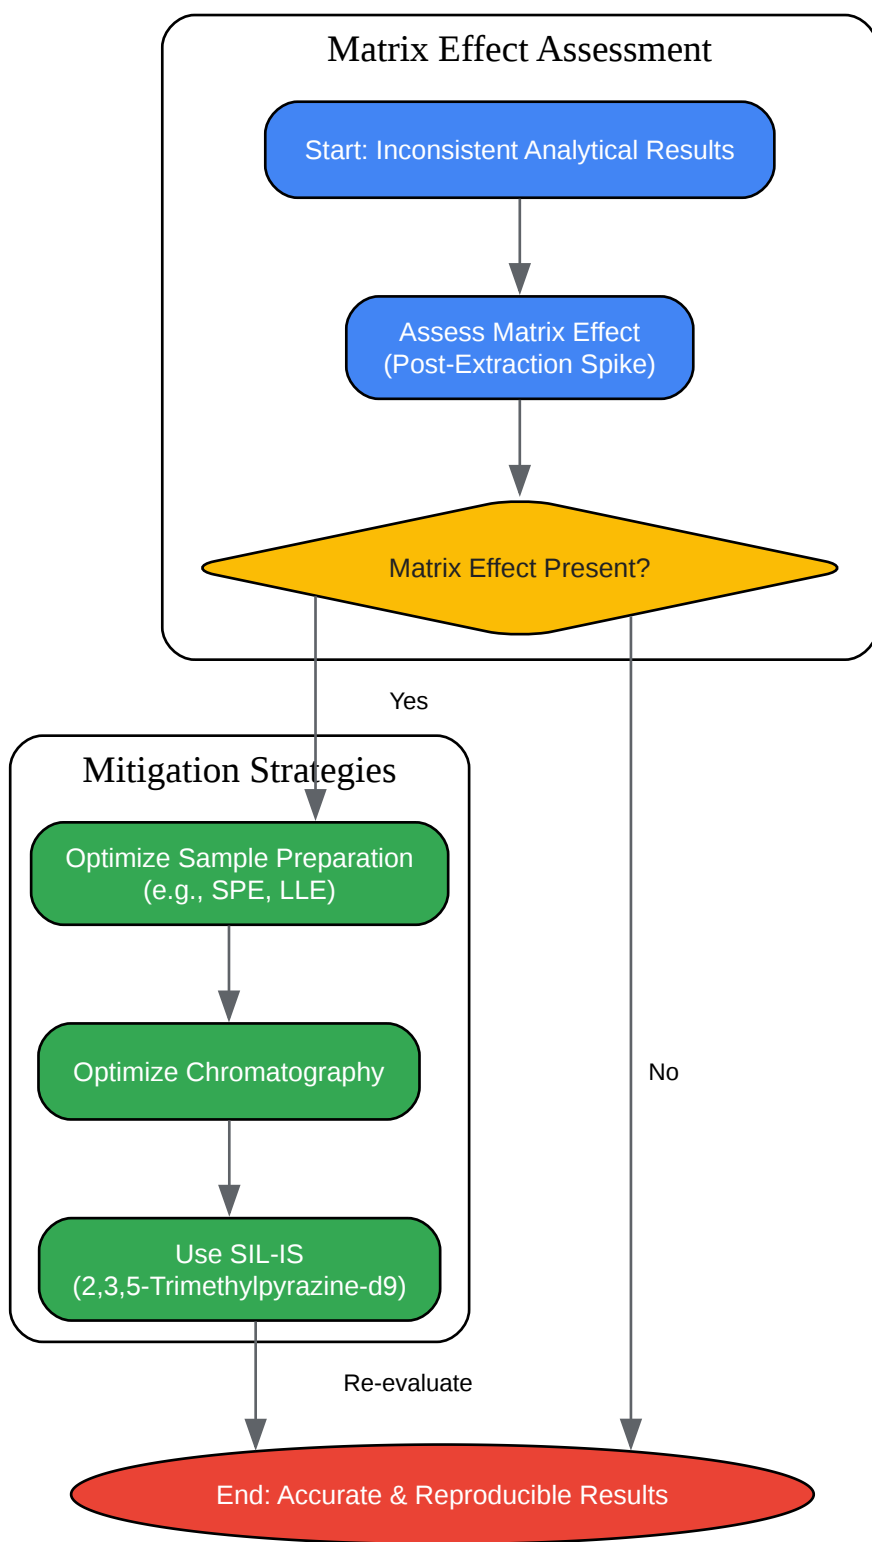 Matrix Effect Assessment
Start: Inconsistent Analytical Results
Assess Matrix Effect
(Post-Extraction Spike)
Matrix Effect Present?
Yes
Mitigation Strategies
Optimize Sample Preparation
(e.g., SPE, LLE)
Optimize Chromatography
No
Use SIL-IS
(2,3,5-Trimethylpyrazine-d9)
Re-evaluate
End: Accurate & Reproducible Results